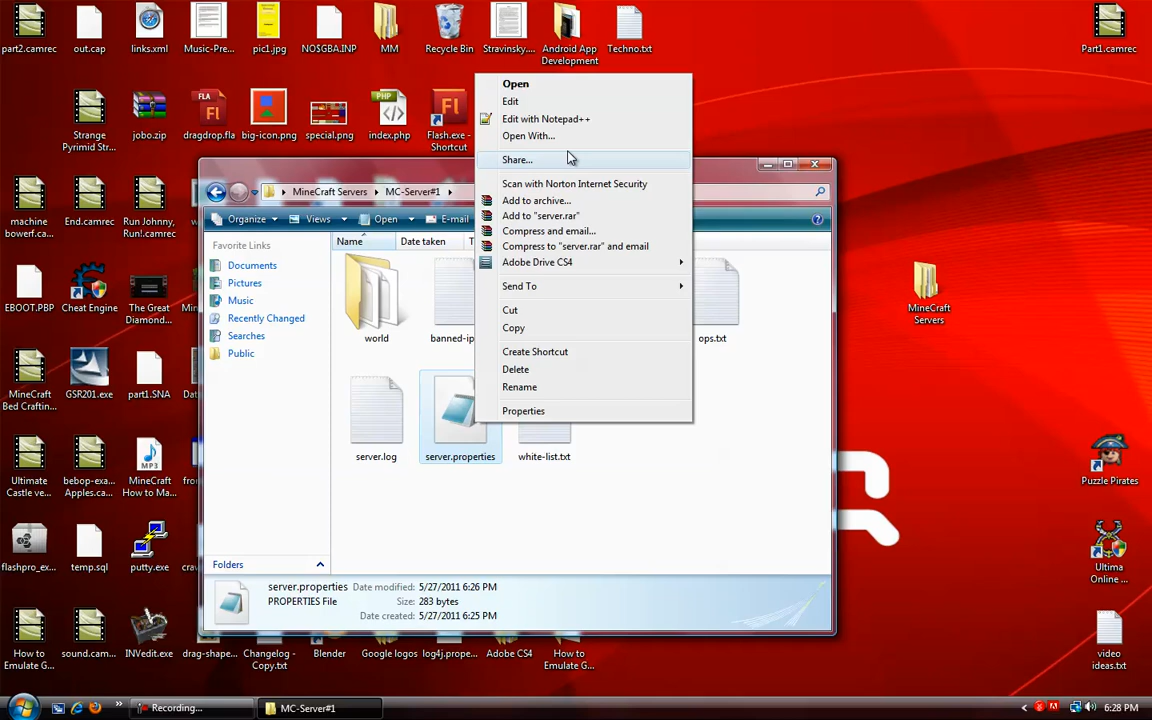 part2.camrec
out.cap
links.xml
Music-Pre...
pic1.jpg
NO$GBA.INP
MM
Recycle Bin
Stravinsky....
Android App
Development
Techno.txt
Part1.camrec
Strange
Pyrimid Str...
jobo.zip
dragdrop.fla
big-icon.png
special.png
index.php
Flash.exe -
Shortcut
Open
Edit
Edit with Notepad++
Open With...
Share...
Scan with Norton Internet Security
Add to archive...
Add to "server.rar"
Compress and email...
Compress to "server.rar" and email
Adobe Drive CS4
Send To
Cut
Copy
Create Shortcut
Delete
Rename
Properties
MineCraft Servers
MC-Server#1
Organize
Views
Open
E-mail
Favorite Links
Documents
Pictures
Music
Recently Changed
Searches
Public
Folders
Name
Date taken
world
banned-ip
ops.txt
server.log
server.properties
white-list.txt
server.properties Date modified: 5/27/2011 6:26 PM
PROPERTIES File Size: 283 bytes
Date created: 5/27/2011 6:25 PM
machine
bowerf.ca...
End.camrec
Run Johnny,
Run!.camrec
EBOOT.PBP
Cheat Engine
The Great
Diamond...
MineCraft
Servers
MineCraft
Bed Craftin...
GSR201.exe
part1.SNA
Ultimate
Castle ve...
bebop-exa...
Apples.ca...
MineCraft
How to Ma...
Puzzle Pirates
flashpro_ex...
temp.sql
putty.exe
Ultima
Online ...
How to
Emulate G...
sound.cam...
INVedit.exe
drag-shape...
Changelog -
Copy.txt
Blender
Google logos
log4j.prope...
Adobe CS4
How to
Emulate G...
video
ideas.txt
Recording...
MC-Server#1
6:28 PM